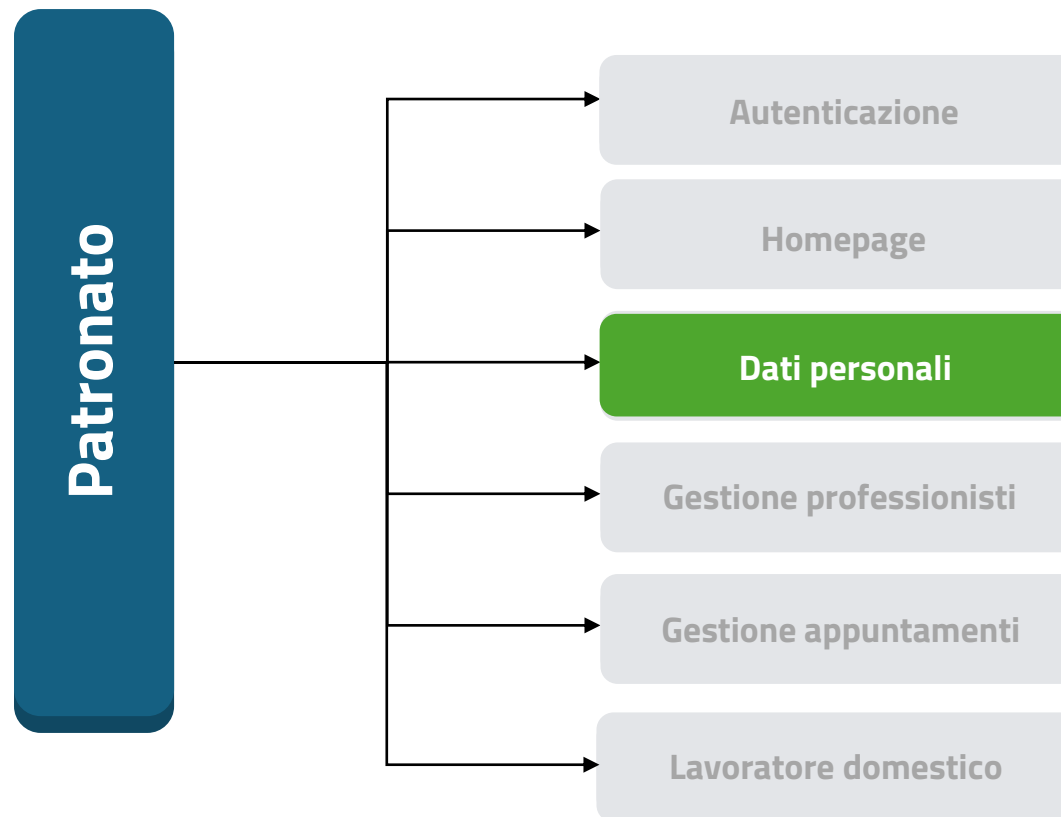 Patronato
Autenticazione
Homepage
Dati personali
Gestione professionisti
Gestione appuntamenti
Lavoratore domestico